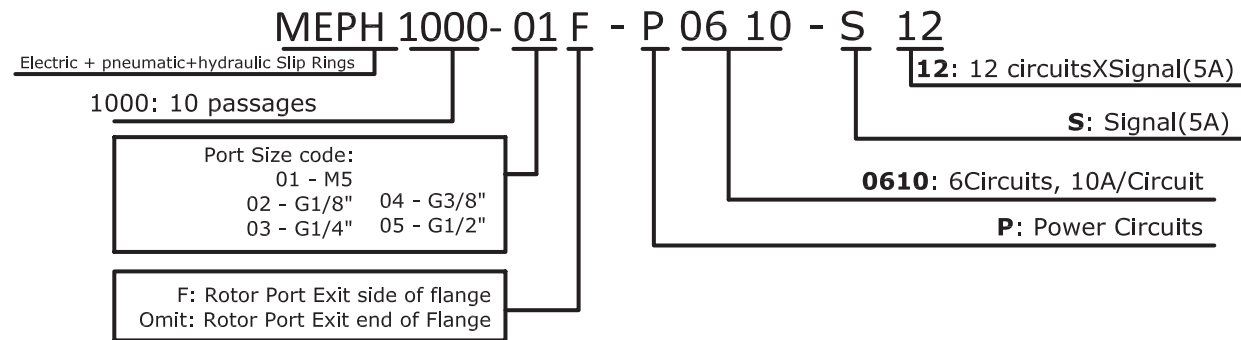 MEPH 1000-01 F - P 06 10 - S 12
Electric + pneumatic+hydraulic Slip Rings
12: 12 circuitsXSignal(5A)
1000: 10 passages
S: Signal(5A)
Port Size code:
01 - M5
02 - G1/8" 04 - G3/8"
03 - G1/4" 05 - G1/2"
0610: 6Circuits, 10A/Circuit
P: Power Circuits
F: Rotor Port Exit side of flange
Omit: Rotor Port Exit end of Flange